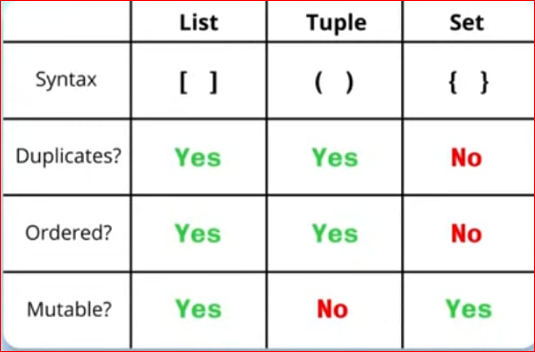 List Tuple Set
Syntax [ ] ( ) { }
Duplicates? Yes Yes No
Ordered? Yes Yes No
Mutable? Yes No Yes